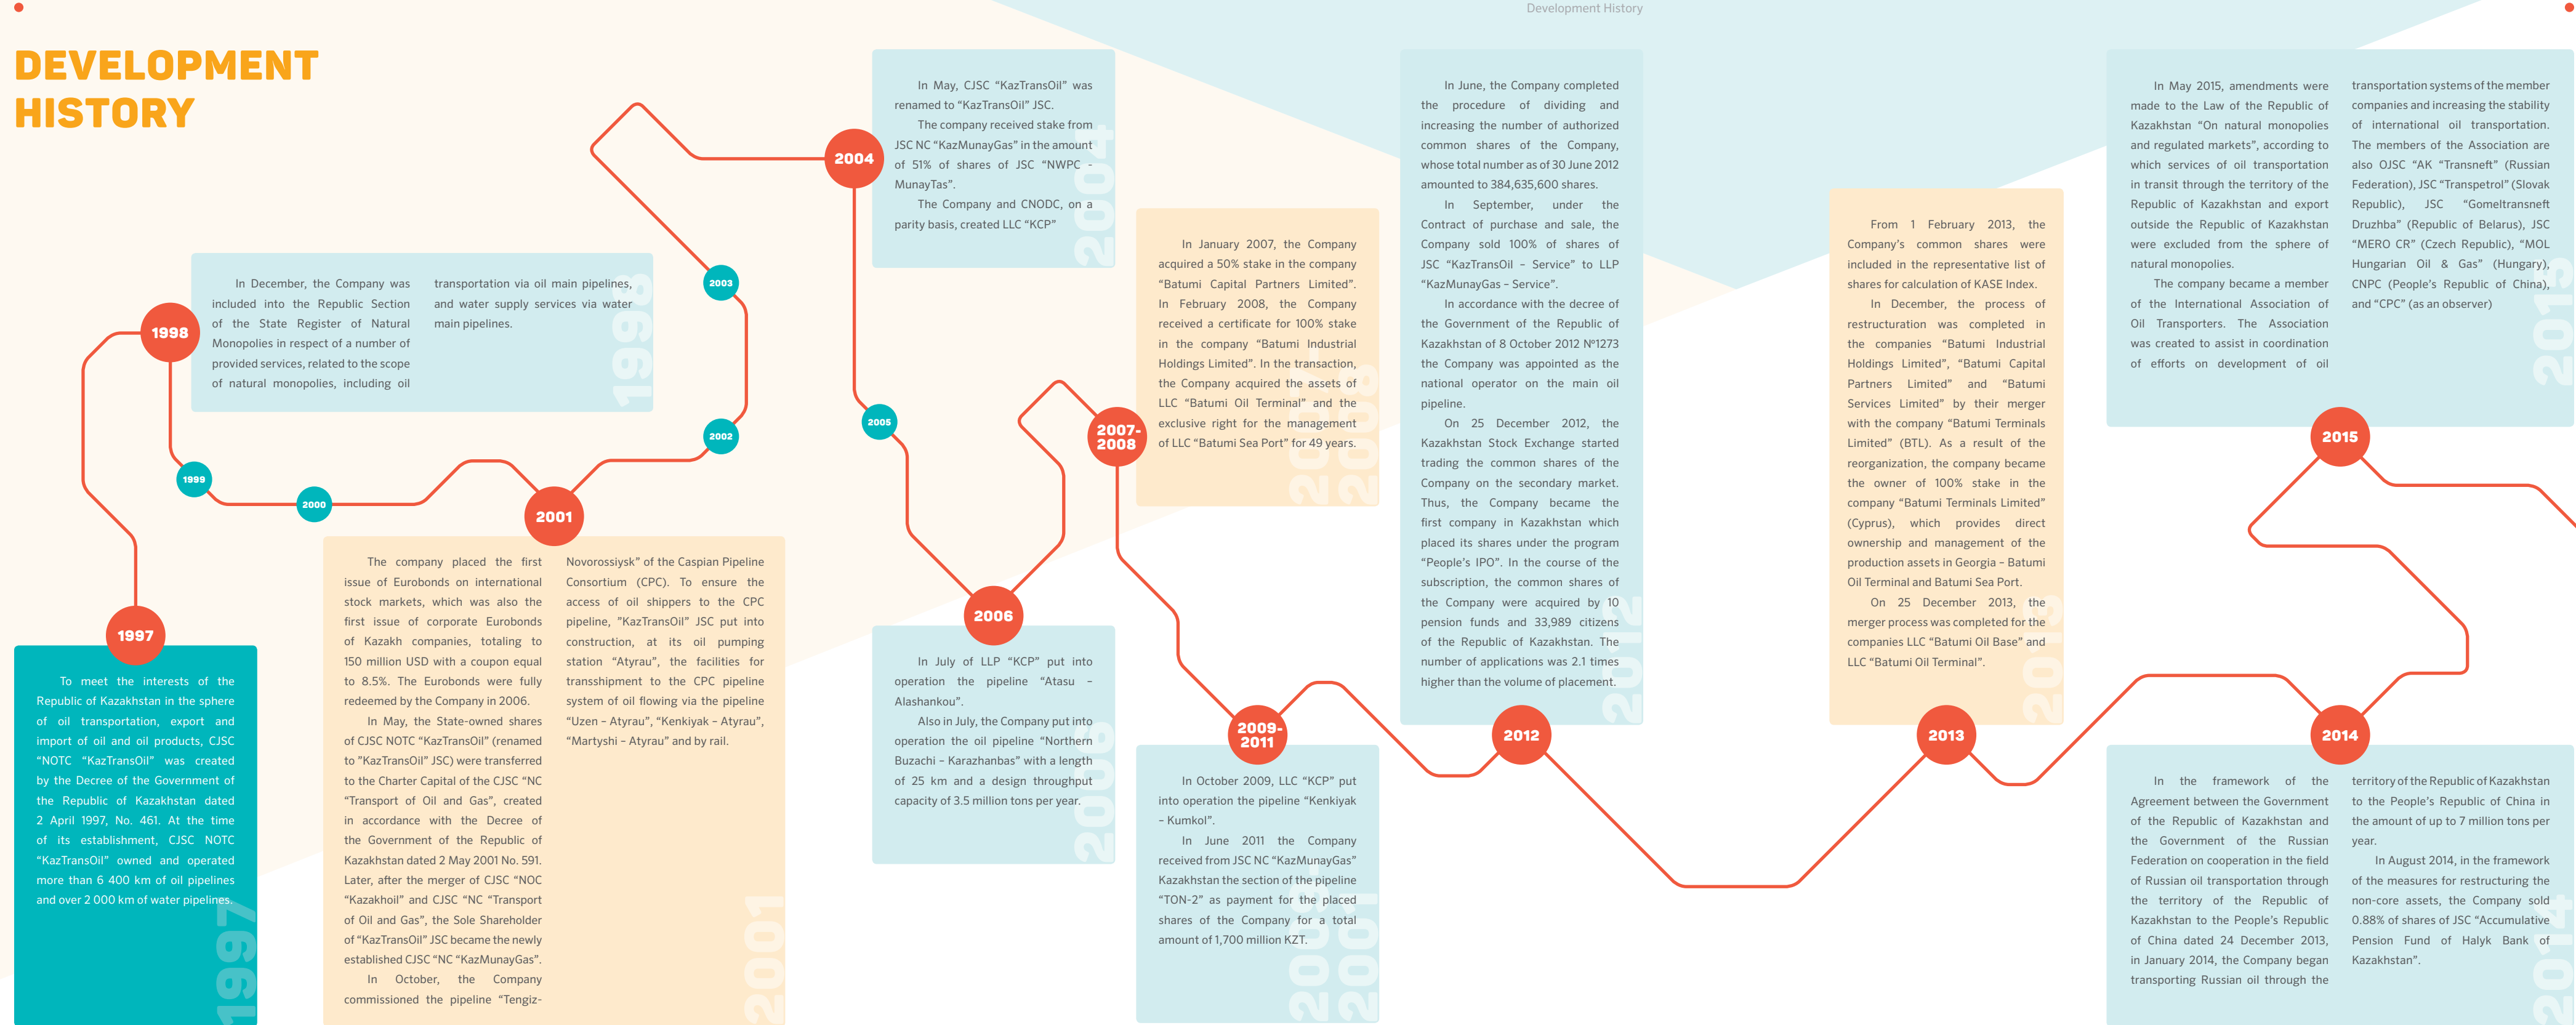 Development History
DEVELOPMENT
HISTORY
1997
To meet the interests of the
Republic of Kazakhstan in the sphere
of oil transportation, export and
import of oil and oil products, CJSC
“NOTC “KazTransOil” was created
by the Decree of the Government of
the Republic of Kazakhstan dated
2 April 1997, No. 461. At the time
of its establishment, CJSC NOTC
“KazTransOil” owned and operated
more than 6 400 km of oil pipelines
and over 2 000 km of water pipelines.
1997
1998
In December, the Company was
included into the Republic Section
of the State Register of Natural
Monopolies in respect of a number of
provided services, related to the scope
of natural monopolies, including oil
transportation via oil main pipelines,
and water supply services via water
main pipelines.
1998
1999
2000
2001
The company placed the first
issue of Eurobonds on international
stock markets, which was also the
first issue of corporate Eurobonds
of Kazakh companies, totaling to
150 million USD with a coupon equal
to 8.5%. The Eurobonds were fully
redeemed by the Company in 2006.
In May, the State-owned shares
of CJSC NOTC “KazTransOil” (renamed
to ”KazTransOil” JSC) were transferred
to the Charter Capital of the CJSC “NC
“Transport of Oil and Gas”, created
in accordance with the Decree of
the Government of the Republic of
Kazakhstan dated 2 May 2001 No. 591.
Later, after the merger of CJSC “NOC
“Kazakhoil” and CJSC “NC “Transport
of Oil and Gas”, the Sole Shareholder
of “KazTransOil” JSC became the newly
established CJSC “NC “KazMunayGas”.
In October, the Company
commissioned the pipeline “Tengiz-
Novorossiysk” of the Caspian Pipeline
Consortium (CPC). To ensure the
access of oil shippers to the CPC
pipeline, ”KazTransOil” JSC put into
construction, at its oil pumping
station “Atyrau”, the facilities for
transshipment to the CPC pipeline
system of oil flowing via the pipeline
“Uzen – Atyrau”, “Kenkiyak – Atyrau”,
“Martyshi – Atyrau” and by rail.
2001
2002
2003
2004
In May, CJSC “KazTransOil” was
renamed to “KazTransOil” JSC.
The company received stake from
JSC NC “KazMunayGas” in the amount
of 51% of shares of JSC “NWPC -
MunayTas”.
The Company and CNODC, on a
parity basis, created LLC “KCP”
2004
2005
2006
In July of LLP “KCP” put into
operation the pipeline “Atasu –
Alashankou”.
Also in July, the Company put into
operation the oil pipeline “Northern
Buzachi – Karazhanbas” with a length
of 25 km and a design throughput
capacity of 3.5 million tons per year.
2006
2007-
2008
In January 2007, the Company
acquired a 50% stake in the company
“Batumi Capital Partners Limited”.
In February 2008, the Company
received a certificate for 100% stake
in the company “Batumi Industrial
Holdings Limited”. In the transaction,
the Company acquired the assets of
LLC “Batumi Oil Terminal” and the
exclusive right for the management
of LLC “Batumi Sea Port” for 49 years.
2007-
2008
2009-
2011
In October 2009, LLC “KCP” put
into operation the pipeline “Kenkiyak
– Kumkol”.
In June 2011 the Company
received from JSC NC “KazMunayGas”
Kazakhstan the section of the pipeline
“TON-2” as payment for the placed
shares of the Company for a total
amount of 1,700 million KZT.
2009-
2001
In June, the Company completed
the procedure of dividing and
increasing the number of authorized
common shares of the Company,
whose total number as of 30 June 2012
amounted to 384,635,600 shares.
In September, under the
Contract of purchase and sale, the
Company sold 100% of shares of
JSC “KazTransOil – Service” to LLP
“KazMunayGas – Service”.
In accordance with the decree of
the Government of the Republic of
Kazakhstan of 8 October 2012 №1273
the Company was appointed as the
national operator on the main oil
pipeline.
On 25 December 2012, the
Kazakhstan Stock Exchange started
trading the common shares of the
Company on the secondary market.
Thus, the Company became the
first company in Kazakhstan which
placed its shares under the program
“People’s IPO”. In the course of the
subscription, the common shares of
the Company were acquired by 10
pension funds and 33,989 citizens
of the Republic of Kazakhstan. The
number of applications was 2.1 times
higher than the volume of placement.
2012
2012
From 1 February 2013, the
Company’s common shares were
included in the representative list of
shares for calculation of KASE Index.
In December, the process of
restructuration was completed in
the companies “Batumi Industrial
Holdings Limited”, “Batumi Capital
Partners Limited” and “Batumi
Services Limited” by their merger
with the company “Batumi Terminals
Limited” (BTL). As a result of the
reorganization, the company became
the owner of 100% stake in the
company “Batumi Terminals Limited”
(Cyprus), which provides direct
ownership and management of the
production assets in Georgia – Batumi
Oil Terminal and Batumi Sea Port.
On 25 December 2013, the
merger process was completed for the
companies LLC “Batumi Oil Base” and
LLC “Batumi Oil Terminal”.
2013
2013
2014
In the framework of the
Agreement between the Government
of the Republic of Kazakhstan and
the Government of the Russian
Federation on cooperation in the field
of Russian oil transportation through
the territory of the Republic of
Kazakhstan to the People’s Republic
of China dated 24 December 2013,
in January 2014, the Company began
transporting Russian oil through the
territory of the Republic of Kazakhstan
to the People’s Republic of China in
the amount of up to 7 million tons per
year.
In August 2014, in the framework
of the measures for restructuring the
non-core assets, the Company sold
0.88% of shares of JSC “Accumulative
Pension Fund of Halyk Bank of
Kazakhstan”.
2014
In May 2015, amendments were
made to the Law of the Republic of
Kazakhstan “On natural monopolies
and regulated markets”, according to
which services of oil transportation
in transit through the territory of the
Republic of Kazakhstan and export
outside the Republic of Kazakhstan
were excluded from the sphere of
natural monopolies.
The company became a member
of the International Association of
Oil Transporters. The Association
was created to assist in coordination
of efforts on development of oil
transportation systems of the member
companies and increasing the stability
of international oil transportation.
The members of the Association are
also OJSC “AK “Transneft” (Russian
Federation), JSC “Transpetrol” (Slovak
Republic), JSC “Gomeltransneft
Druzhba” (Republic of Belarus), JSC
“MERO CR” (Czech Republic), “MOL
Hungarian Oil & Gas” (Hungary),
CNPC (People’s Republic of China),
and “CPC” (as an observer)
2015
2015